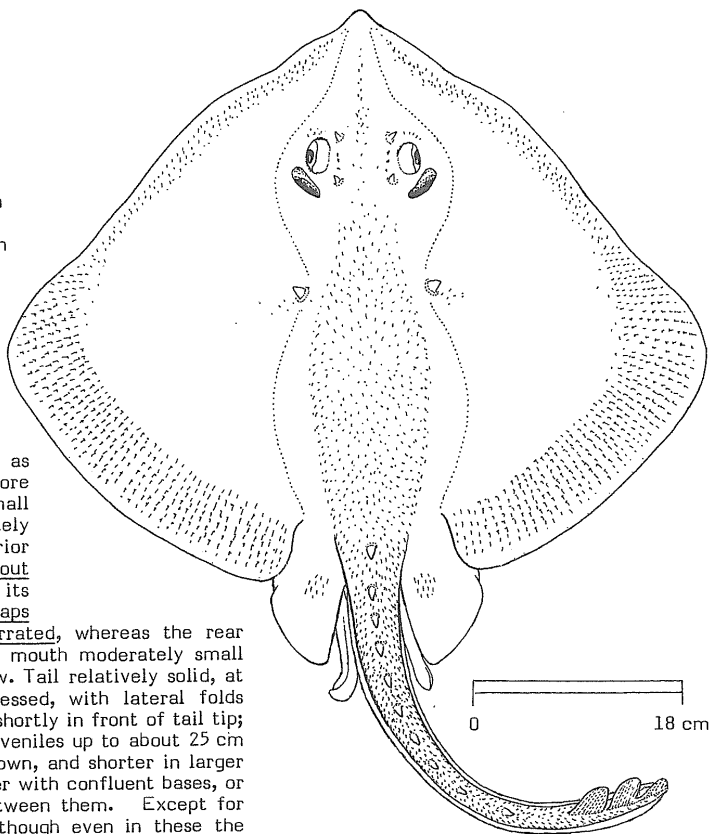 n
as
ore
nall
tely
rior
out
its
aps
rrated, whereas the rear
mouth moderately small
w. Tail relatively solid, at
essed, with lateral folds
shortly in front of tail tip;
veniles up to about 25 cm
own, and shorter in larger
er with confluent bases, or
tween them. Except for
though even in these the
0 18 cm